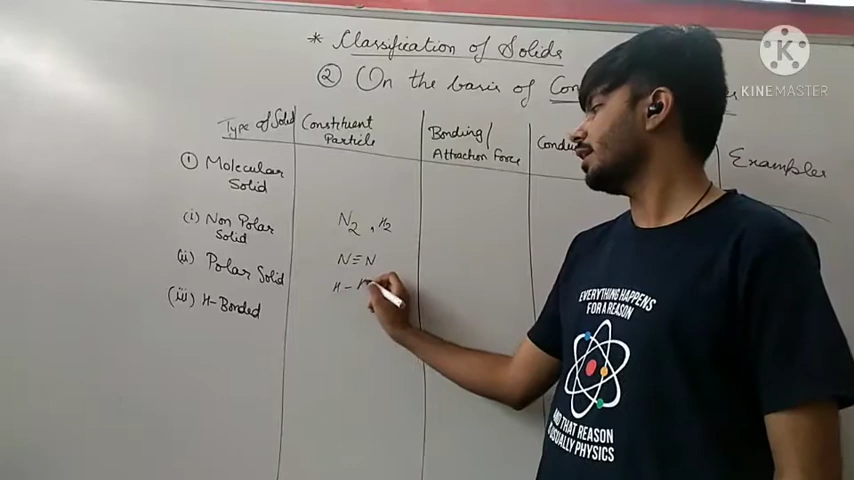 * Classification of Solids
② On the basis of
Type of Solid
Constituent Particle
Bonding/ Attraction Force
Examples
① Molecular Solid
(i) Non Polar Solid
N2 , H2
(ii) Polar Solid
N≡N
(iii) H-Bonded
H -
KINEMASTER
EVERYTHING HAPPENS
FOR A REASON
AND THAT REASON
IS USUALLY PHYSICS